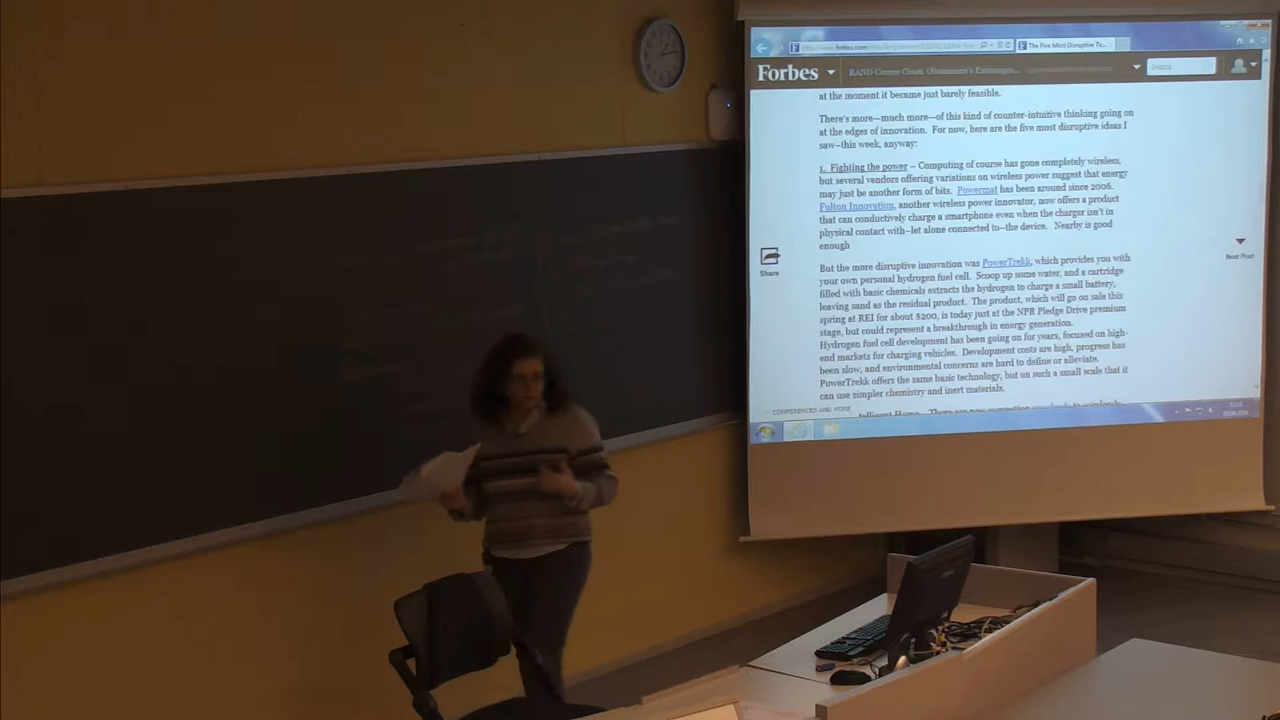 The Five Most Disruptive Te...
Forbes
Search
at the moment it became just barely feasible.
There's more—much more—of this kind of counter-intuitive thinking going on
at the edges of innovation. For now, here are the five most disruptive ideas I
saw—this week, anyway:
1. Fighting the power – Computing of course has gone completely wireless,
but several vendors offering variations on wireless power suggest that energy
may just be another form of bits. Powermat has been around since 2006.
Fulton Innovation, another wireless power innovator, now offers a product
that can conductively charge a smartphone even when the charger isn't in
physical contact with—let alone connected to—the device. Nearby is good
enough
Share
Next Post
But the more disruptive innovation was PowerTrekk, which provides you with
your own personal hydrogen fuel cell. Scoop up some water, and a cartridge
filled with basic chemicals extracts the hydrogen to charge a small battery,
leaving sand as the residual product. The product, which will go on sale this
spring at REI for about $200, is today just at the NPR Pledge Drive premium
stage, but could represent a breakthrough in energy generation.
Hydrogen fuel cell development has been going on for years, focused on high-
end markets for charging vehicles. Development costs are high, progress has
been slow, and environmental concerns are hard to define or alleviate.
PowerTrekk offers the same basic technology, but on such a small scale that it
can use simpler chemistry and inert materials.
CONFERENCES AND MORE